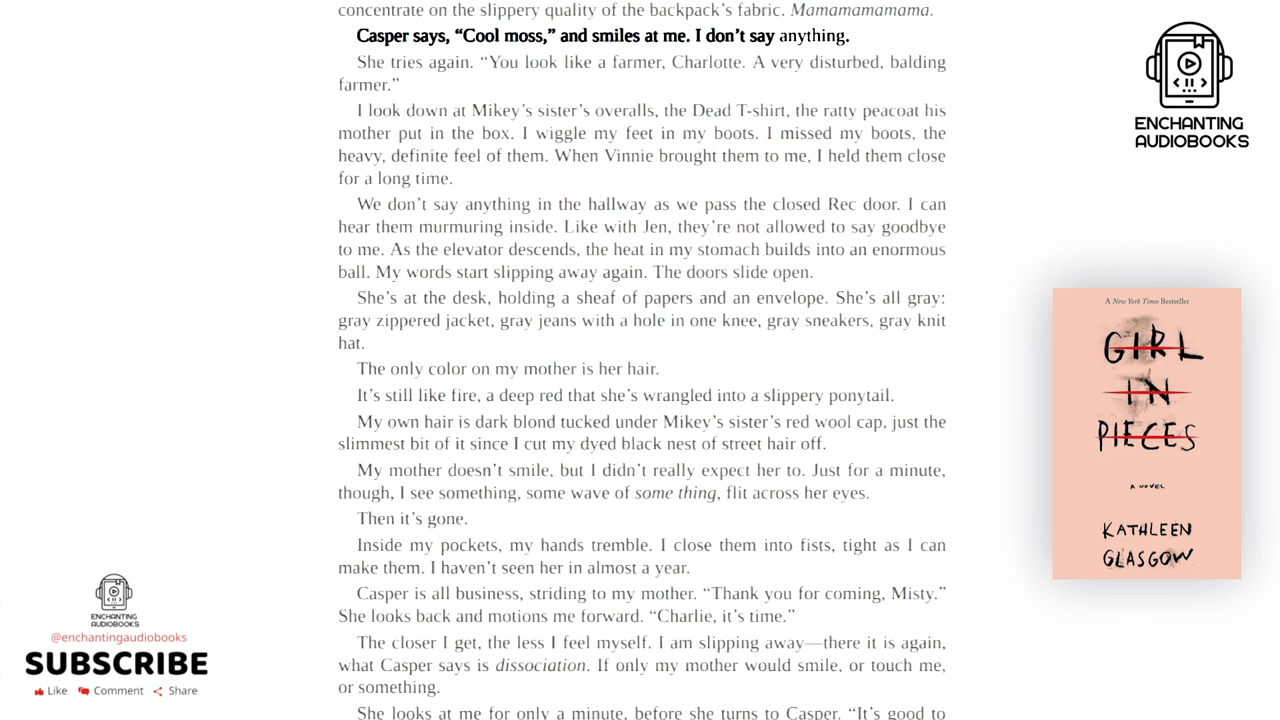 concentrate on the slippery quality of the backpack's fabric. Mamamamamama.
Casper says, “Cool moss,” and smiles at me. I don't say anything.
She tries again. “You look like a farmer, Charlotte. A very disturbed, balding
farmer.”
I look down at Mikey's sister's overalls, the Dead T-shirt, the ratty peacoat his
mother put in the box. I wiggle my feet in my boots. I missed my boots, the
heavy, definite feel of them. When Vinnie brought them to me, I held them close
for a long time.
We don't say anything in the hallway as we pass the closed Rec door. I can
hear them murmuring inside. Like with Jen, they're not allowed to say goodbye
to me. As the elevator descends, the heat in my stomach builds into an enormous
ball. My words start slipping away again. The doors slide open.
She's at the desk, holding a sheaf of papers and an envelope. She's all gray:
gray zippered jacket, gray jeans with a hole in one knee, gray sneakers, gray knit
hat.
The only color on my mother is her hair.
It's still like fire, a deep red that she's wrangled into a slippery ponytail.
My own hair is dark blond tucked under Mikey's sister's red wool cap, just the
slimmest bit of it since I cut my dyed black nest of street hair off.
My mother doesn't smile, but I didn't really expect her to. Just for a minute,
though, I see something, some wave of some thing, flit across her eyes.
Then it's gone.
Inside my pockets, my hands tremble. I close them into fists, tight as I can
make them. I haven't seen her in almost a year.
Casper is all business, striding to my mother. “Thank you for coming, Misty.”
She looks back and motions me forward. “Charlie, it's time.”
The closer I get, the less I feel myself. I am slipping away—there it is again,
what Casper says is dissociation. If only my mother would smile, or touch me,
or something.
She looks at me for only a minute, before she turns to Casper. “It's good to
ENCHANTING
AUDIOBOOKS
A New York Times Bestseller
GIRL
IN
PIECES
A NOVEL
KATHLEEN
GLASGOW
ENCHANTING
AUDIOBOOKS
@enchantingaudiobooks
SUBSCRIBE
Like Comment Share